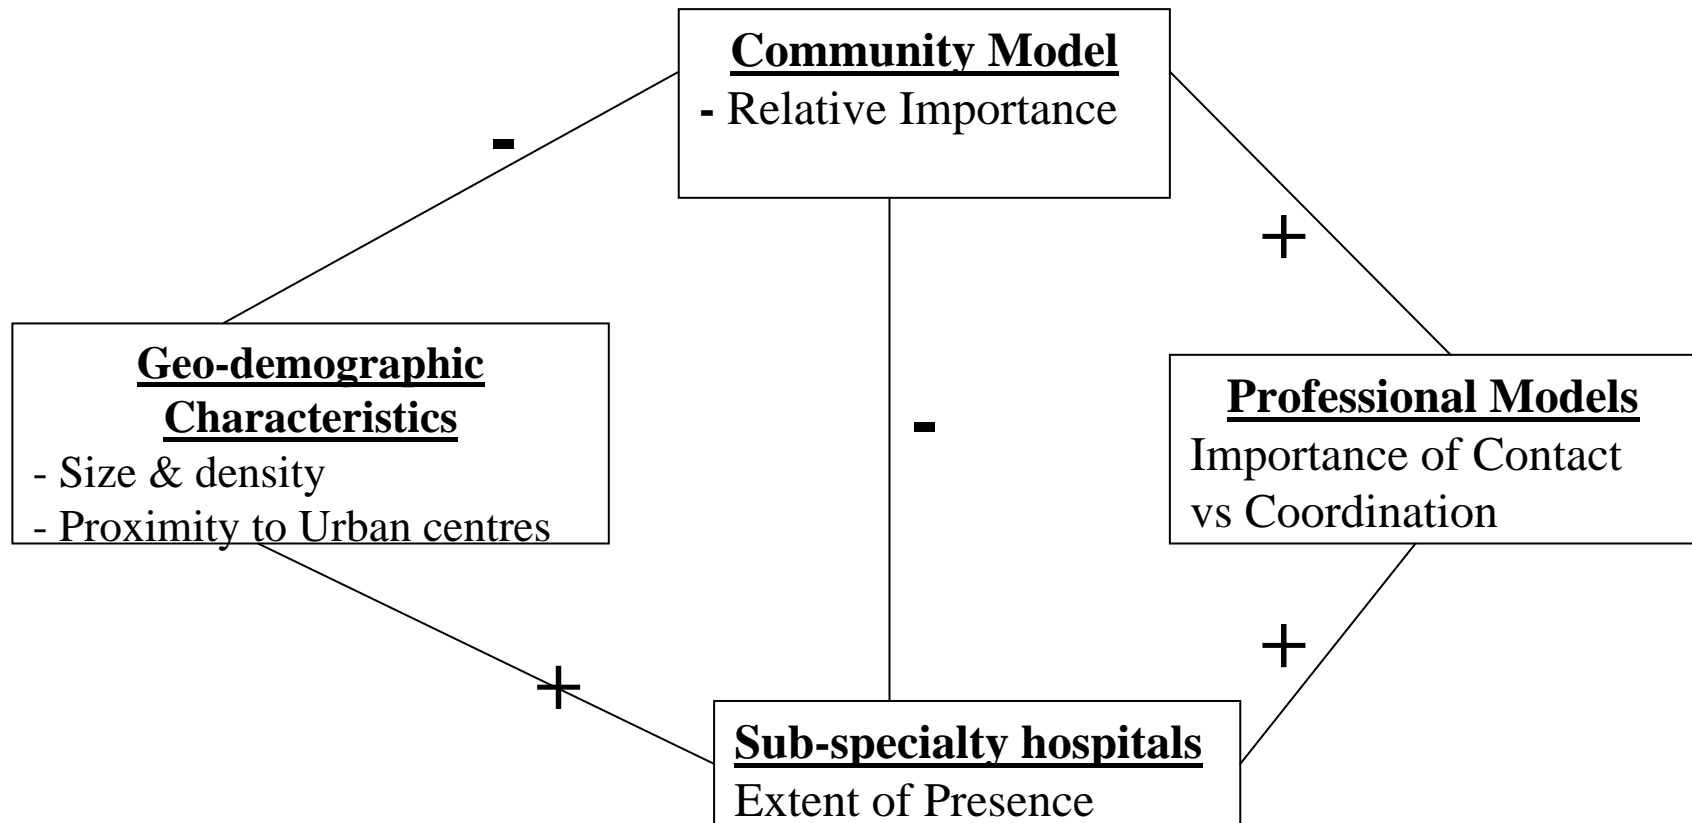 Community Model
- Relative Importance
-
+
Geo-demographic
Characteristics
- Size & density
- Proximity to Urban centres
Professional Models
Importance of Contact
vs Coordination
-
+
+
Sub-specialty hospitals
Extent of Presence